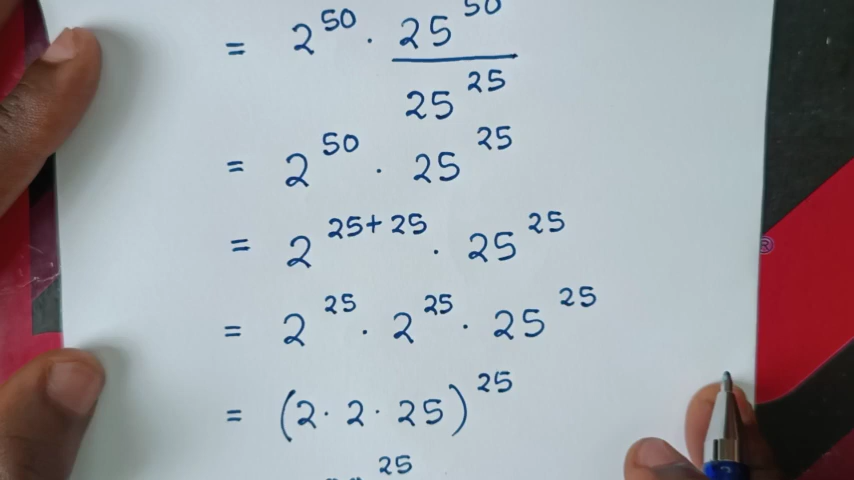 = 2^50 · 25^50 / 25^25
= 2^50 · 25^25
= 2^25+25 · 25^25
= 2^25 · 2^25 · 25^25
= (2 · 2 · 25)^25
25
®